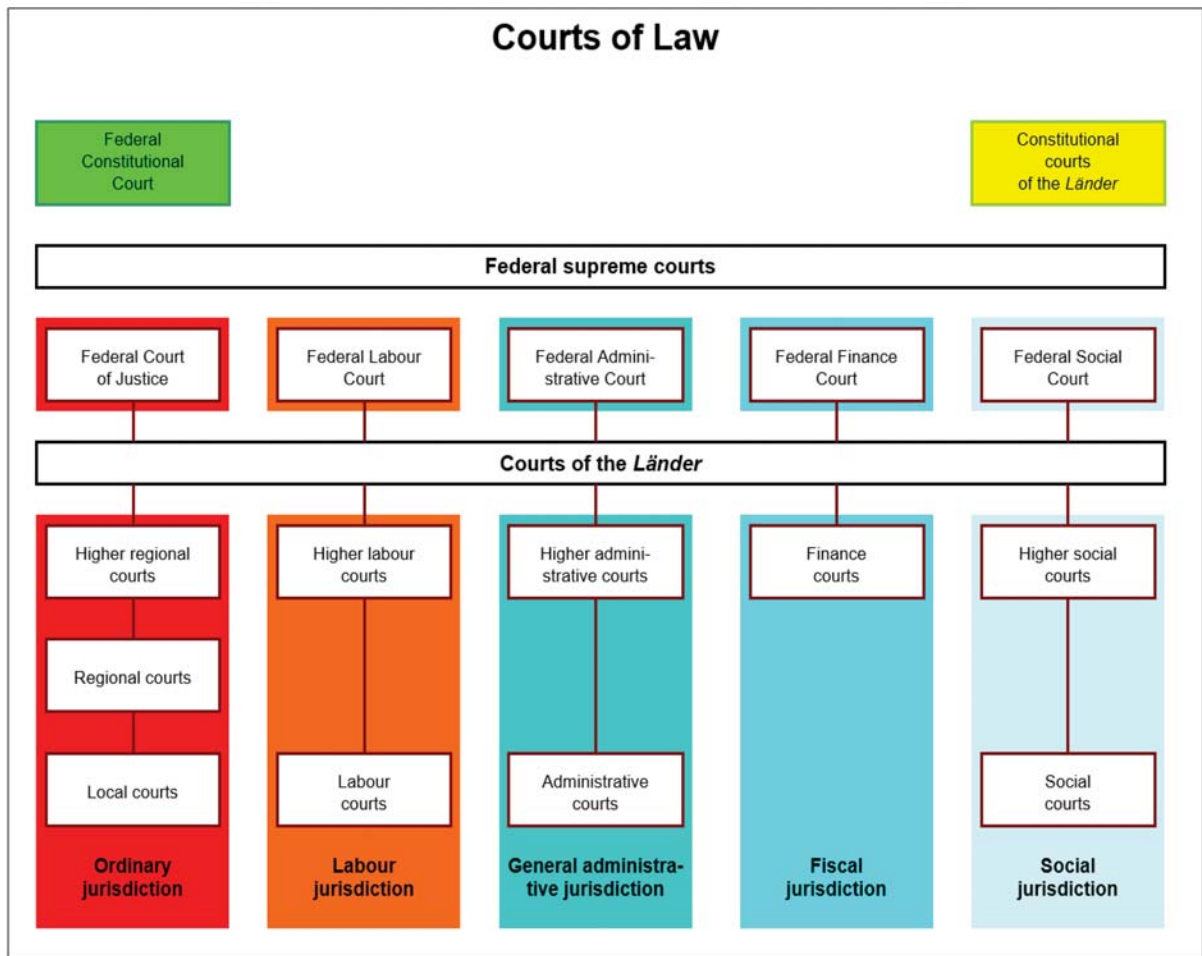 Courts of Law
Federal
Constitutional
Court
Constitutional
courts
of the Länder
Federal supreme courts
Federal Court
of Justice
Federal Labour
Court
Federal Admini-
strative Court
Federal Finance
Court
Federal Social
Court
Courts of the Länder
Higher regional
courts
Higher labour
courts
Higher admini-
strative courts
Finance
courts
Higher social
courts
Regional courts
Local courts
Labour
courts
Administrative
courts
Social
courts
Ordinary
jurisdiction
Labour
jurisdiction
General administra-
tive jurisdiction
Fiscal
jurisdiction
Social
jurisdiction